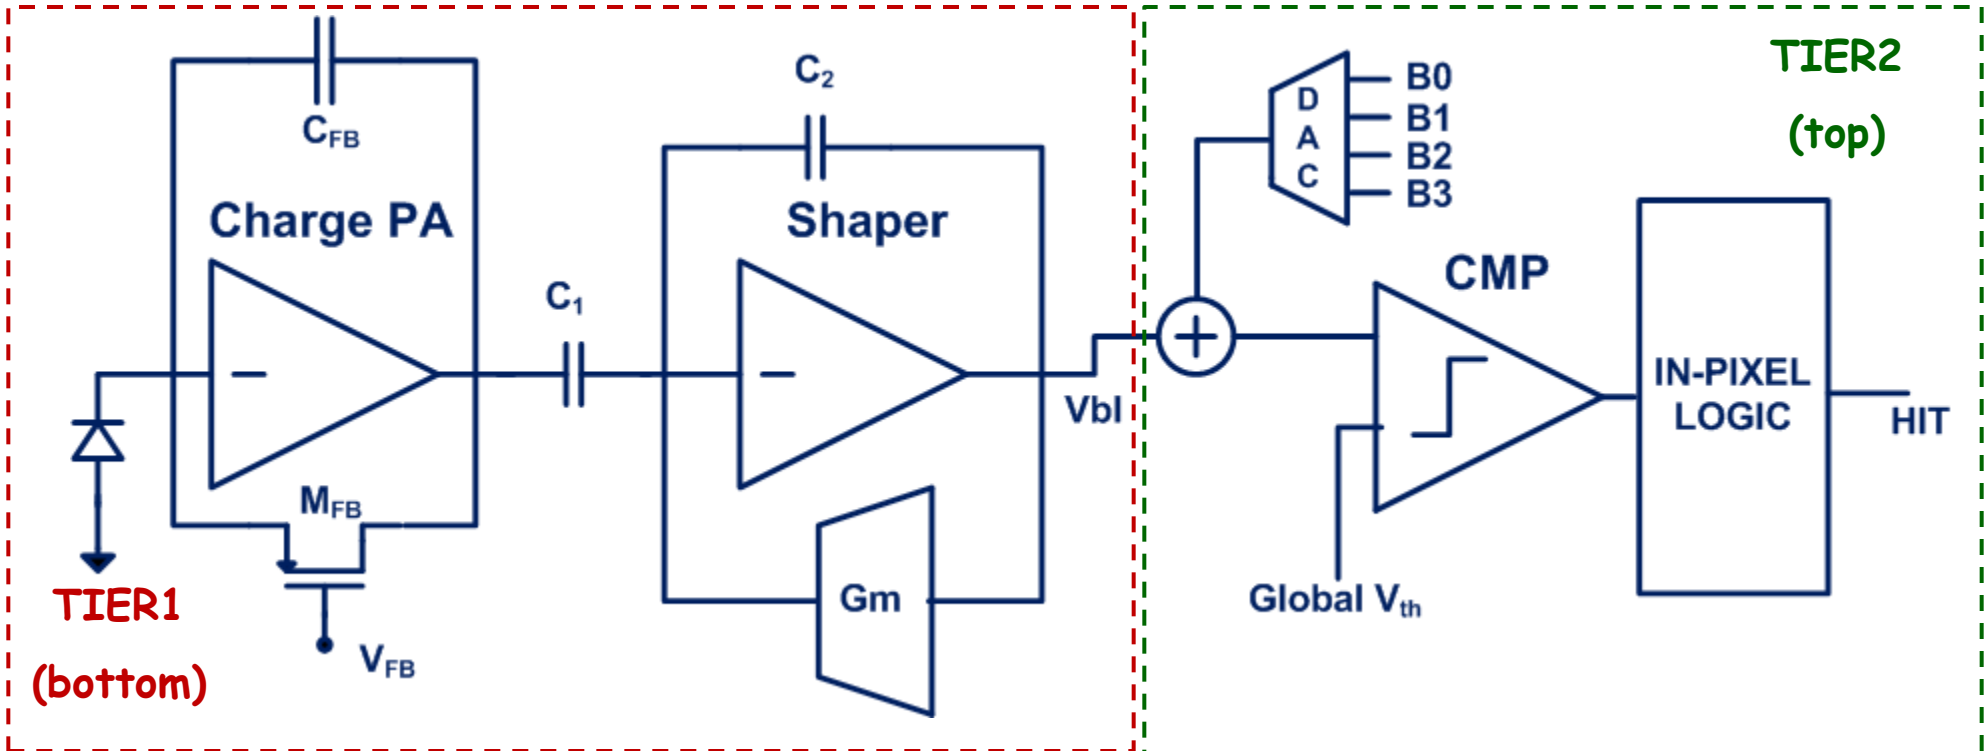 C_FB
Charge PA
M_FB
V_FB
TIER1
(bottom)
C_1
C_2
Shaper
Gm
Vbl
TIER2
(top)
D
A
C
B0
B1
B2
B3
CMP
Global V_th
IN-PIXEL
LOGIC
HIT